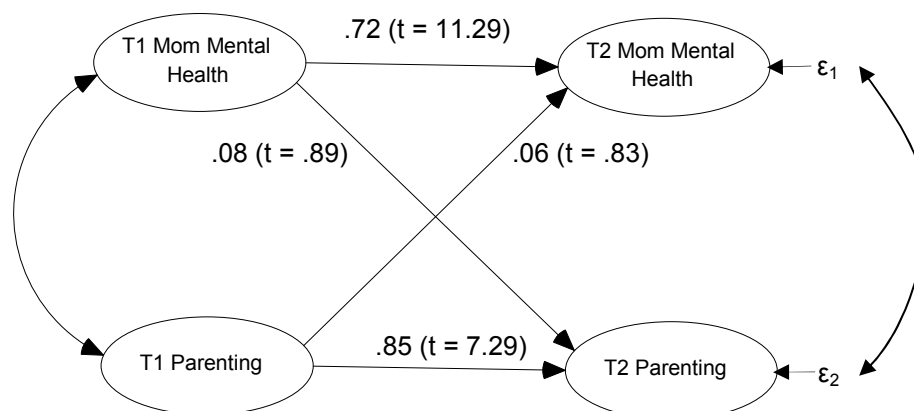 .72 (t = 11.29)
T1 Mom Mental
Health
T2 Mom Mental
Health
ε1
.08 (t = .89)
.06 (t = .83)
.85 (t = 7.29)
T1 Parenting
T2 Parenting
ε2